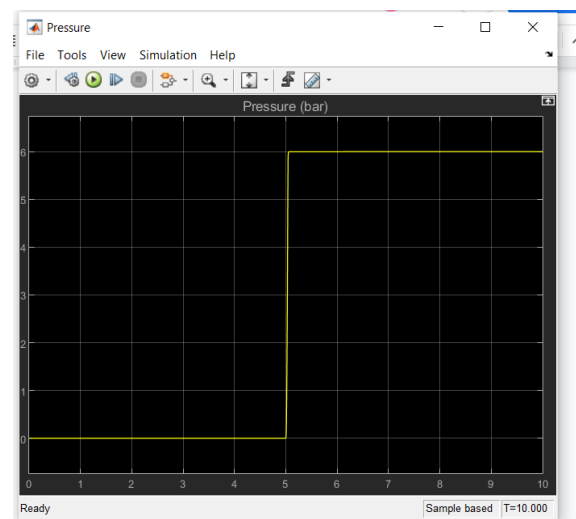 Pressure
File Tools View Simulation Help
Pressure (bar)
6
5
4
3
2
1
0
0 1 2 3 4 5 6 7 8 9 10
Ready Sample based T=10.000